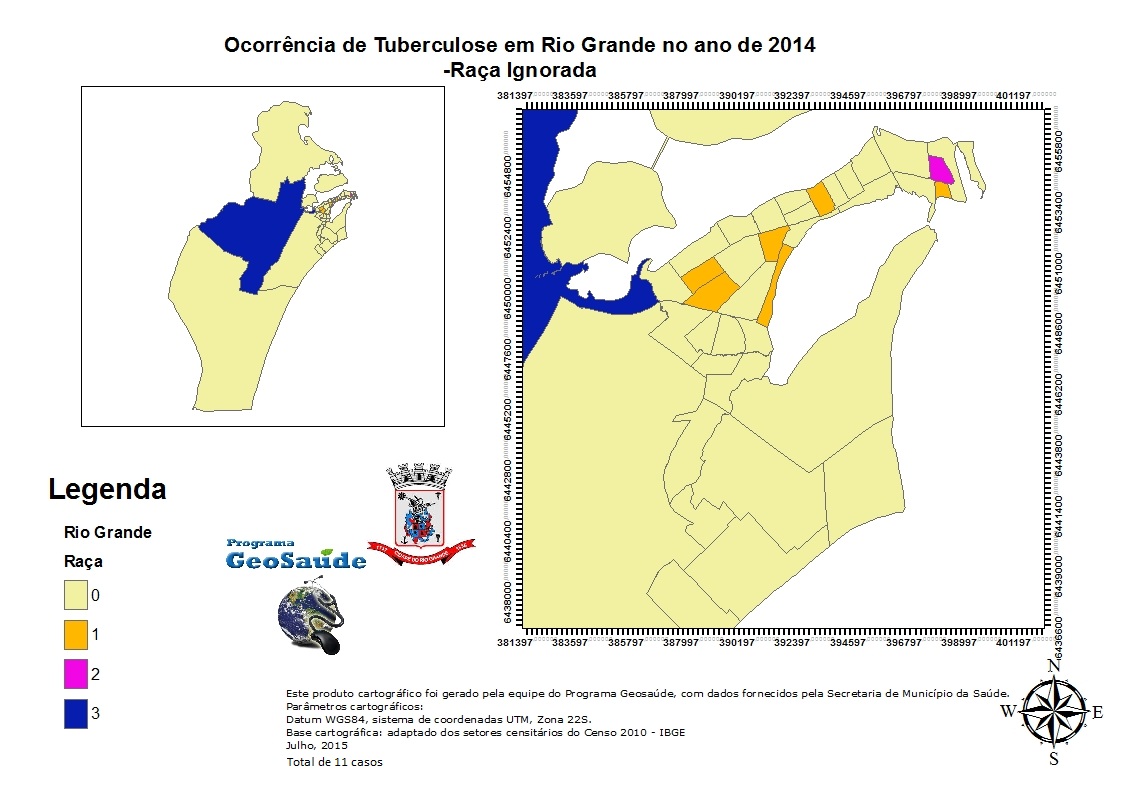 Ocorrência de Tuberculose em Rio Grande no ano de 2014
-Raça Ignorada
381397 383597 385797 387997 390197 392397 394597 396797 398997 401197
6454800
6452400
6450000
6447600
6445200
6442800
6440400
6438000
6455800
6453400
6451000
6448600
6446200
6443800
6441400
6439000
6436600
381397 383597 385797 387997 390197 392397 394597 396797 398997 401197
Legenda
Rio Grande
Raça
0
1
2
3
Programa
GeoSaúde
CIDADE DO RIO GRANDE
N
W
E
S
Este produto cartográfico foi gerado pela equipe do Programa Geosaúde, com dados fornecidos pela Secretaria de Município da Saúde.
Parâmetros cartográficos:
Datum WGS84, sistema de coordenadas UTM, Zona 22S.
Base cartográfica: adaptado dos setores censitários do Censo 2010 - IBGE
Julho, 2015
Total de 11 casos